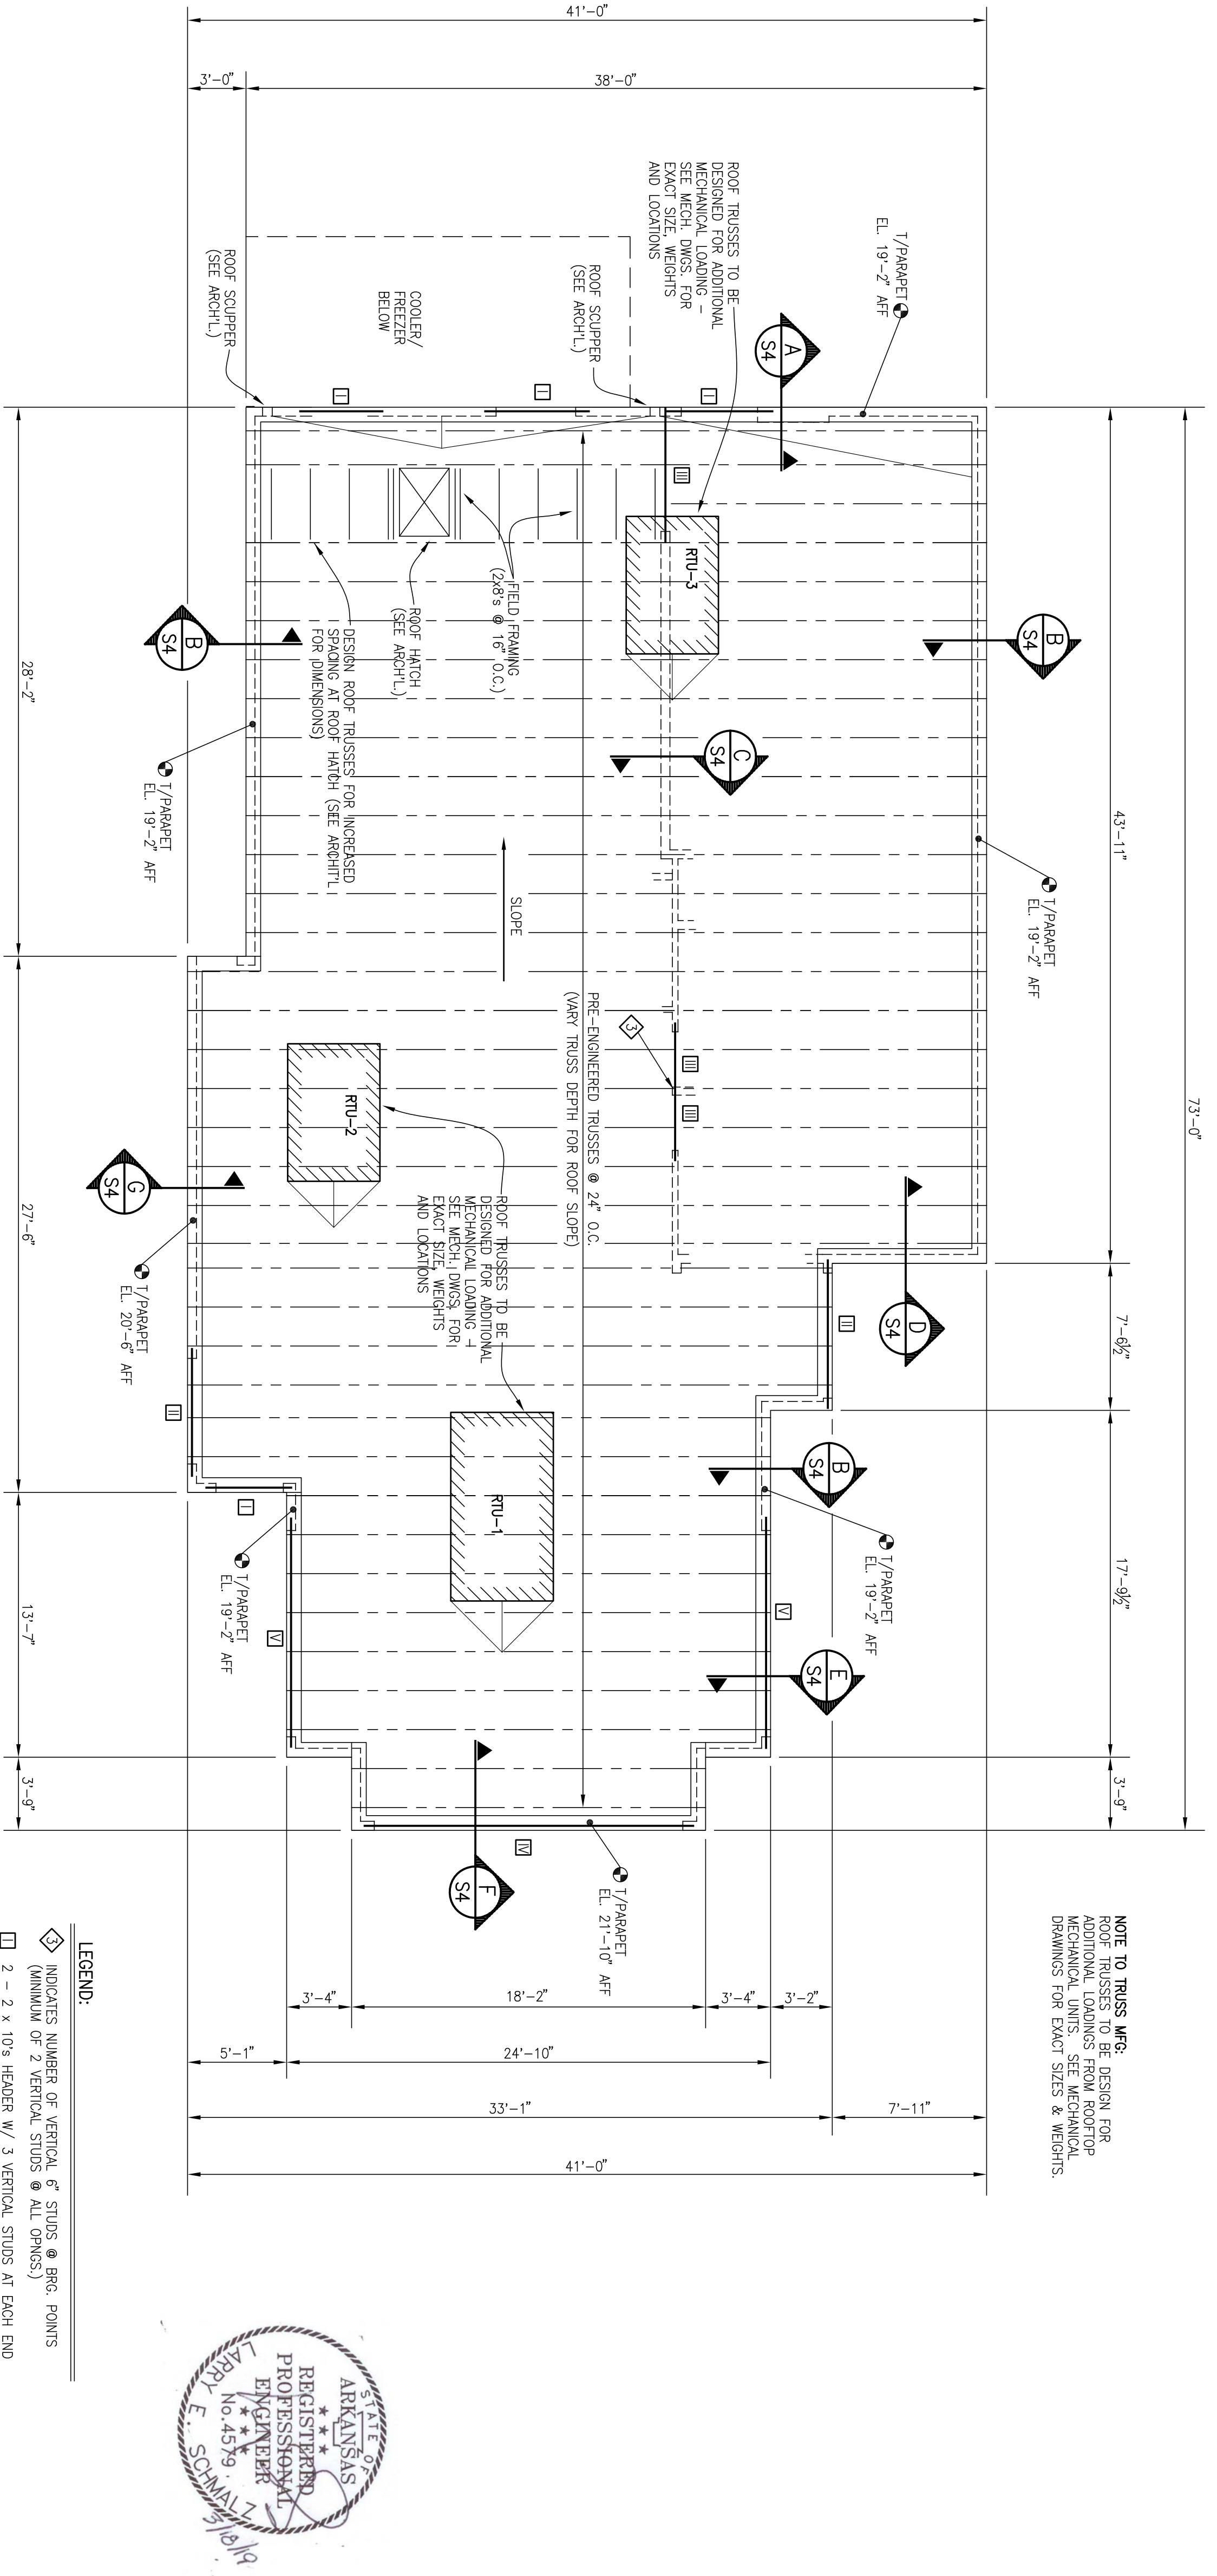 41'-0"
3'-0"
38'-0"
ROOF TRUSSES TO BE
DESIGNED FOR ADDITIONAL
MECHANICAL LOADING -
SEE MECH. DWGS. FOR
EXACT SIZE, WEIGHTS
AND LOCATIONS
T/PARAPET
EL. 19'-2" AFF
A
S4
ROOF SCUPPER
(SEE ARCH'L.)
COOLER/
FREEZER
BELOW
ROOF SCUPPER
(SEE ARCH'L.)
I
I
I
III
RTU-3
FIELD FRAMING
(2x8's @ 16" O.C.)
ROOF HATCH
(SEE ARCH'L.)
DESIGN ROOF TRUSSES FOR INCREASED
SPACING AT ROOF HATCH (SEE ARCHIT'L
FOR DIMENSIONS)
B
S4
B
S4
C
S4
T/PARAPET
EL. 19'-2" AFF
T/PARAPET
EL. 19'-2" AFF
28'-2"
43'-11"
73'-0"
SLOPE
PRE-ENGINEERED TRUSSES @ 24" O.C.
(VARY TRUSS DEPTH FOR ROOF SLOPE)
3
III
III
RTU-2
ROOF TRUSSES TO BE
DESIGNED FOR ADDITIONAL
MECHANICAL LOADING -
SEE MECH. DWGS. FOR
EXACT SIZE, WEIGHTS
AND LOCATIONS
G
S4
27'-6"
T/PARAPET
EL. 20'-6" AFF
D
S4
7'-6½"
II
II
I
RTU-1
B
S4
T/PARAPET
EL. 19'-2" AFF
T/PARAPET
EL. 19'-2" AFF
17'-9½"
V
V
13'-7"
E
S4
3'-9"
3'-9"
F
S4
IV
T/PARAPET
EL. 21'-10" AFF
3'-4"
18'-2"
3'-4"
3'-2"
5'-1"
24'-10"
33'-1"
7'-11"
41'-0"
NOTE TO TRUSS MFG:
ROOF TRUSSES TO BE DESIGN FOR
ADDITIONAL LOADINGS FROM ROOFTOP
MECHANICAL UNITS. SEE MECHANICAL
DRAWINGS FOR EXACT SIZES & WEIGHTS.
LEGEND:
3 INDICATES NUMBER OF VERTICAL 6" STUDS @ BRG. POINTS
(MINIMUM OF 2 VERTICAL STUDS @ ALL OPNGS.)
I 2 - 2 x 10's HEADER W/ 3 VERTICAL STUDS AT EACH END
STATE OF
ARKANSAS
★ ★ ★
REGISTERED
PROFESSIONAL
ENGINEER
★ ★ ★
No. 4579
LARRY E. SCHMALZ
3/18/19